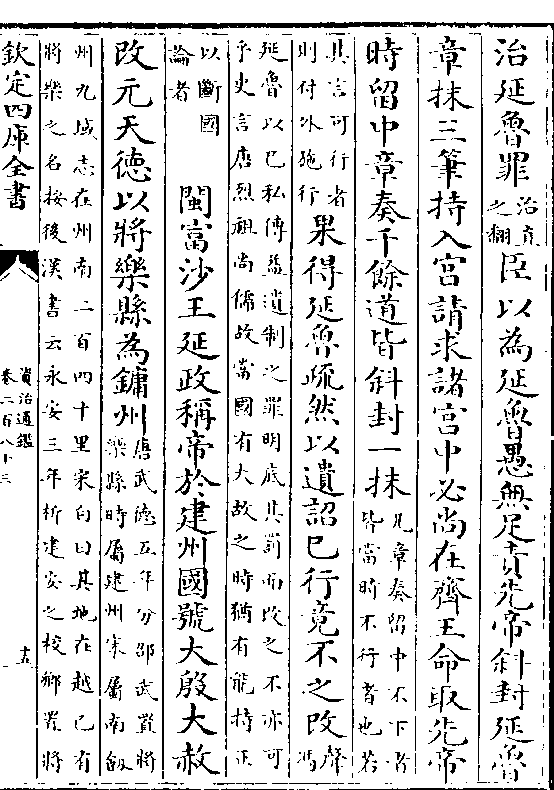 治延魯罪治直之翻臣以為延魯愚無足責先帝斜封延魯
章抹三筆持入宮請求諸宮中必尚在齊王命取先帝
時留中章奏千餘道皆斜封一抹凡章奏留中不下者皆當時不行者也若
其言可行者則付外施行果得延魯疏然以遺詔已行竟不之改聲馮
延魯以已私傅益遺制之罪明底其罰而改之不亦可
乎史言唐烈祖尚儒故當國有大故之時猶有能持正
以斷國論者閩富沙王延政稱帝於建州國號大殷大赦
改元天德以將樂縣為鏞州唐武德五年分邵武置將樂縣時屬建州宋屬南劔
州九域志在州南二百四十里宋白曰其地在越已有
將樂之名按後漢書云永安三年析建安之校鄉置將
欽定四庫全書
資治通鑑
卷二百八十三
十五